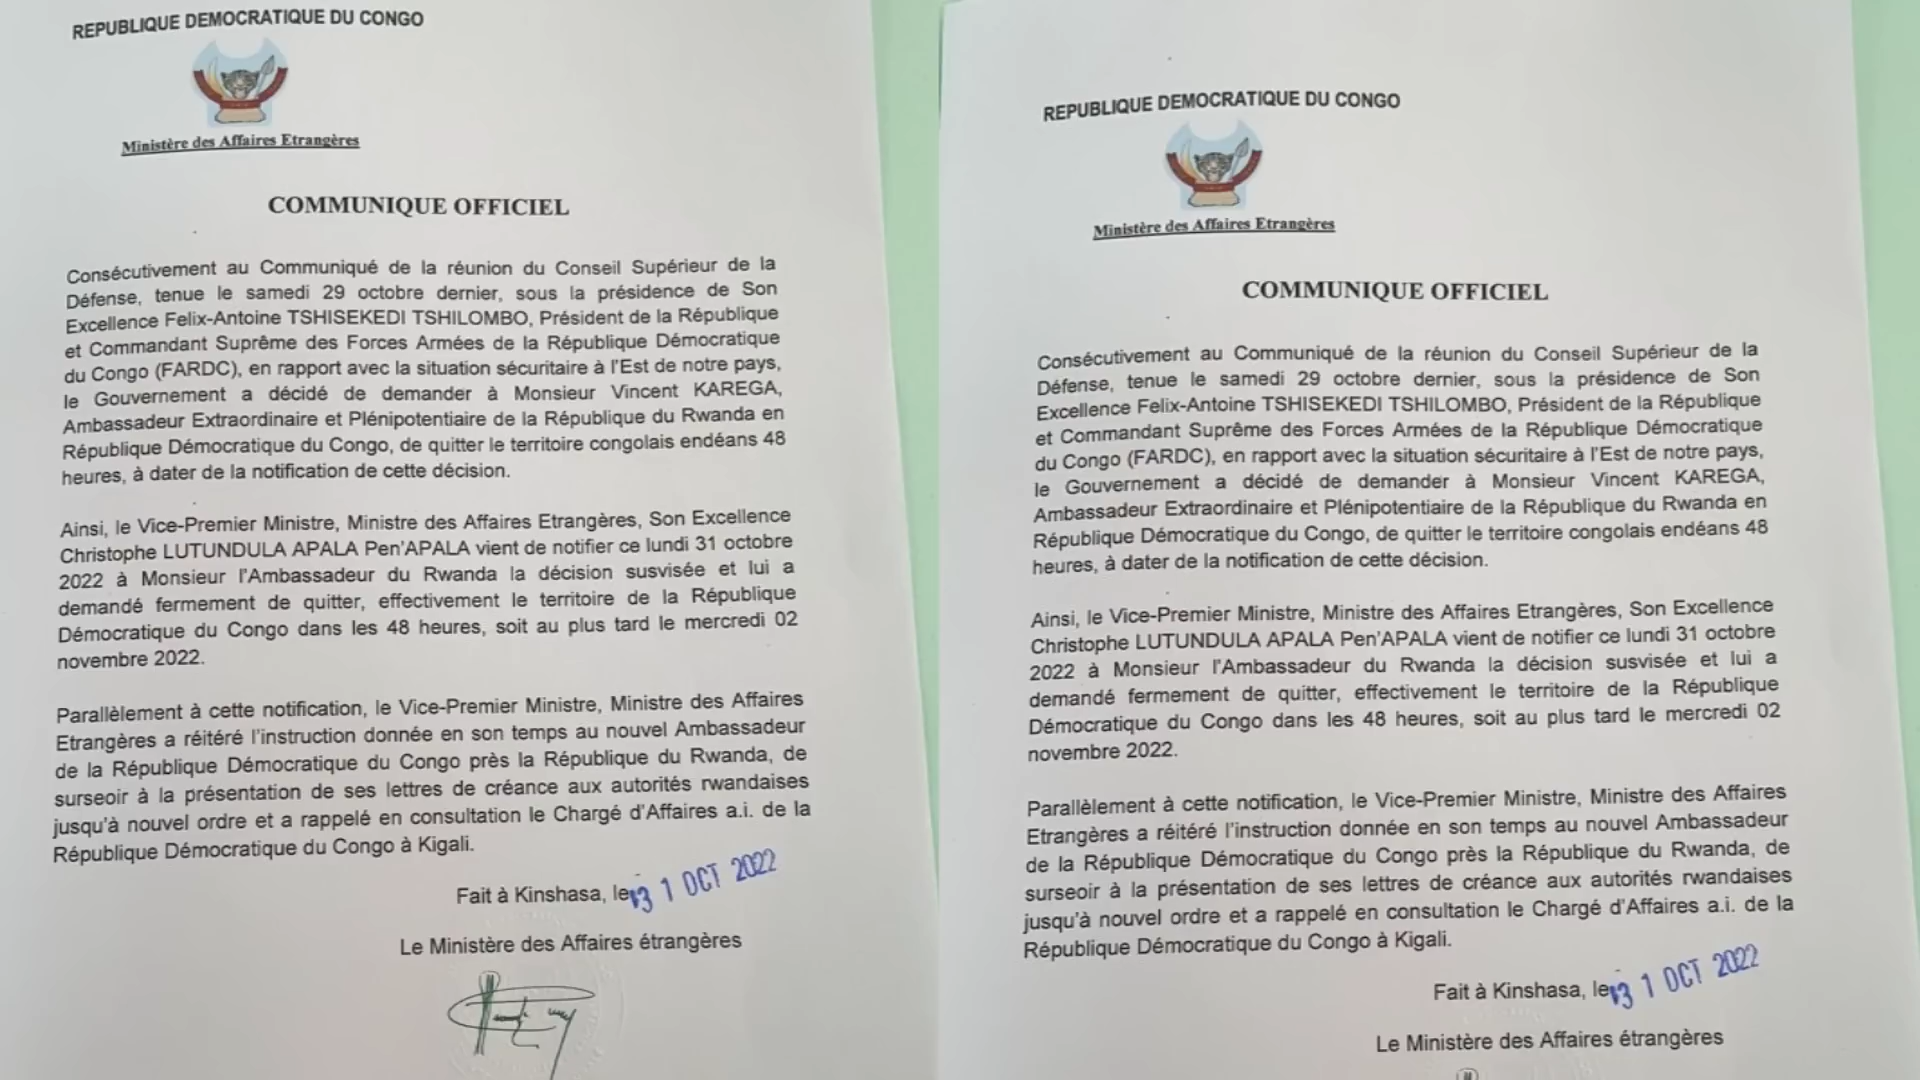 REPUBLIQUE DEMOCRATIQUE DU CONGO
Ministère des Affaires Etrangères
COMMUNIQUE OFFICIEL
Consécutivement au Communiqué de la réunion du Conseil Supérieur de la
Défense, tenue le samedi 29 octobre dernier, sous la présidence de Son
Excellence Felix-Antoine TSHISEKEDI TSHILOMBO, Président de la République
et Commandant Suprême des Forces Armées de la République Démocratique
du Congo (FARDC), en rapport avec la situation sécuritaire à l'Est de notre pays,
le Gouvernement a décidé de demander à Monsieur Vincent KAREGA,
Ambassadeur Extraordinaire et Plénipotentiaire de la République du Rwanda en
République Démocratique du Congo, de quitter le territoire congolais endéans 48
heures, à dater de la notification de cette décision.
Ainsi, le Vice-Premier Ministre, Ministre des Affaires Etrangères, Son Excellence
Christophe LUTUNDULA APALA Pen'APALA vient de notifier ce lundi 31 octobre
2022 à Monsieur l'Ambassadeur du Rwanda la décision susvisée et lui a
demandé fermement de quitter, effectivement le territoire de la République
Démocratique du Congo dans les 48 heures, soit au plus tard le mercredi 02
novembre 2022.
Parallèlement à cette notification, le Vice-Premier Ministre, Ministre des Affaires
Etrangères a réitéré l'instruction donnée en son temps au nouvel Ambassadeur
de la République Démocratique du Congo près la République du Rwanda, de
surseoir à la présentation de ses lettres de créance aux autorités rwandaises
jusqu'à nouvel ordre et a rappelé en consultation le Chargé d'Affaires a.i. de la
République Démocratique du Congo à Kigali.
Fait à Kinshasa, le 31 OCT 2022
Le Ministère des Affaires étrangères
REPUBLIQUE DEMOCRATIQUE DU CONGO
Ministère des Affaires Etrangères
COMMUNIQUE OFFICIEL
Consécutivement au Communiqué de la réunion du Conseil Supérieur de la
Défense, tenue le samedi 29 octobre dernier, sous la présidence de Son
Excellence Felix-Antoine TSHISEKEDI TSHILOMBO, Président de la République
et Commandant Suprême des Forces Armées de la République Démocratique
du Congo (FARDC), en rapport avec la situation sécuritaire à l'Est de notre pays,
le Gouvernement a décidé de demander à Monsieur Vincent KAREGA,
Ambassadeur Extraordinaire et Plénipotentiaire de la République du Rwanda en
République Démocratique du Congo, de quitter le territoire congolais endéans 48
heures, à dater de la notification de cette décision.
Ainsi, le Vice-Premier Ministre, Ministre des Affaires Etrangères, Son Excellence
Christophe LUTUNDULA APALA Pen'APALA vient de notifier ce lundi 31 octobre
2022 à Monsieur l'Ambassadeur du Rwanda la décision susvisée et lui a
demandé fermement de quitter, effectivement le territoire de la République
Démocratique du Congo dans les 48 heures, soit au plus tard le mercredi 02
novembre 2022.
Parallèlement à cette notification, le Vice-Premier Ministre, Ministre des Affaires
Etrangères a réitéré l'instruction donnée en son temps au nouvel Ambassadeur
de la République Démocratique du Congo près la République du Rwanda, de
surseoir à la présentation de ses lettres de créance aux autorités rwandaises
jusqu'à nouvel ordre et a rappelé en consultation le Chargé d'Affaires a.i. de la
République Démocratique du Congo à Kigali.
Fait à Kinshasa, le 31 OCT 2022
Le Ministère des Affaires étrangères